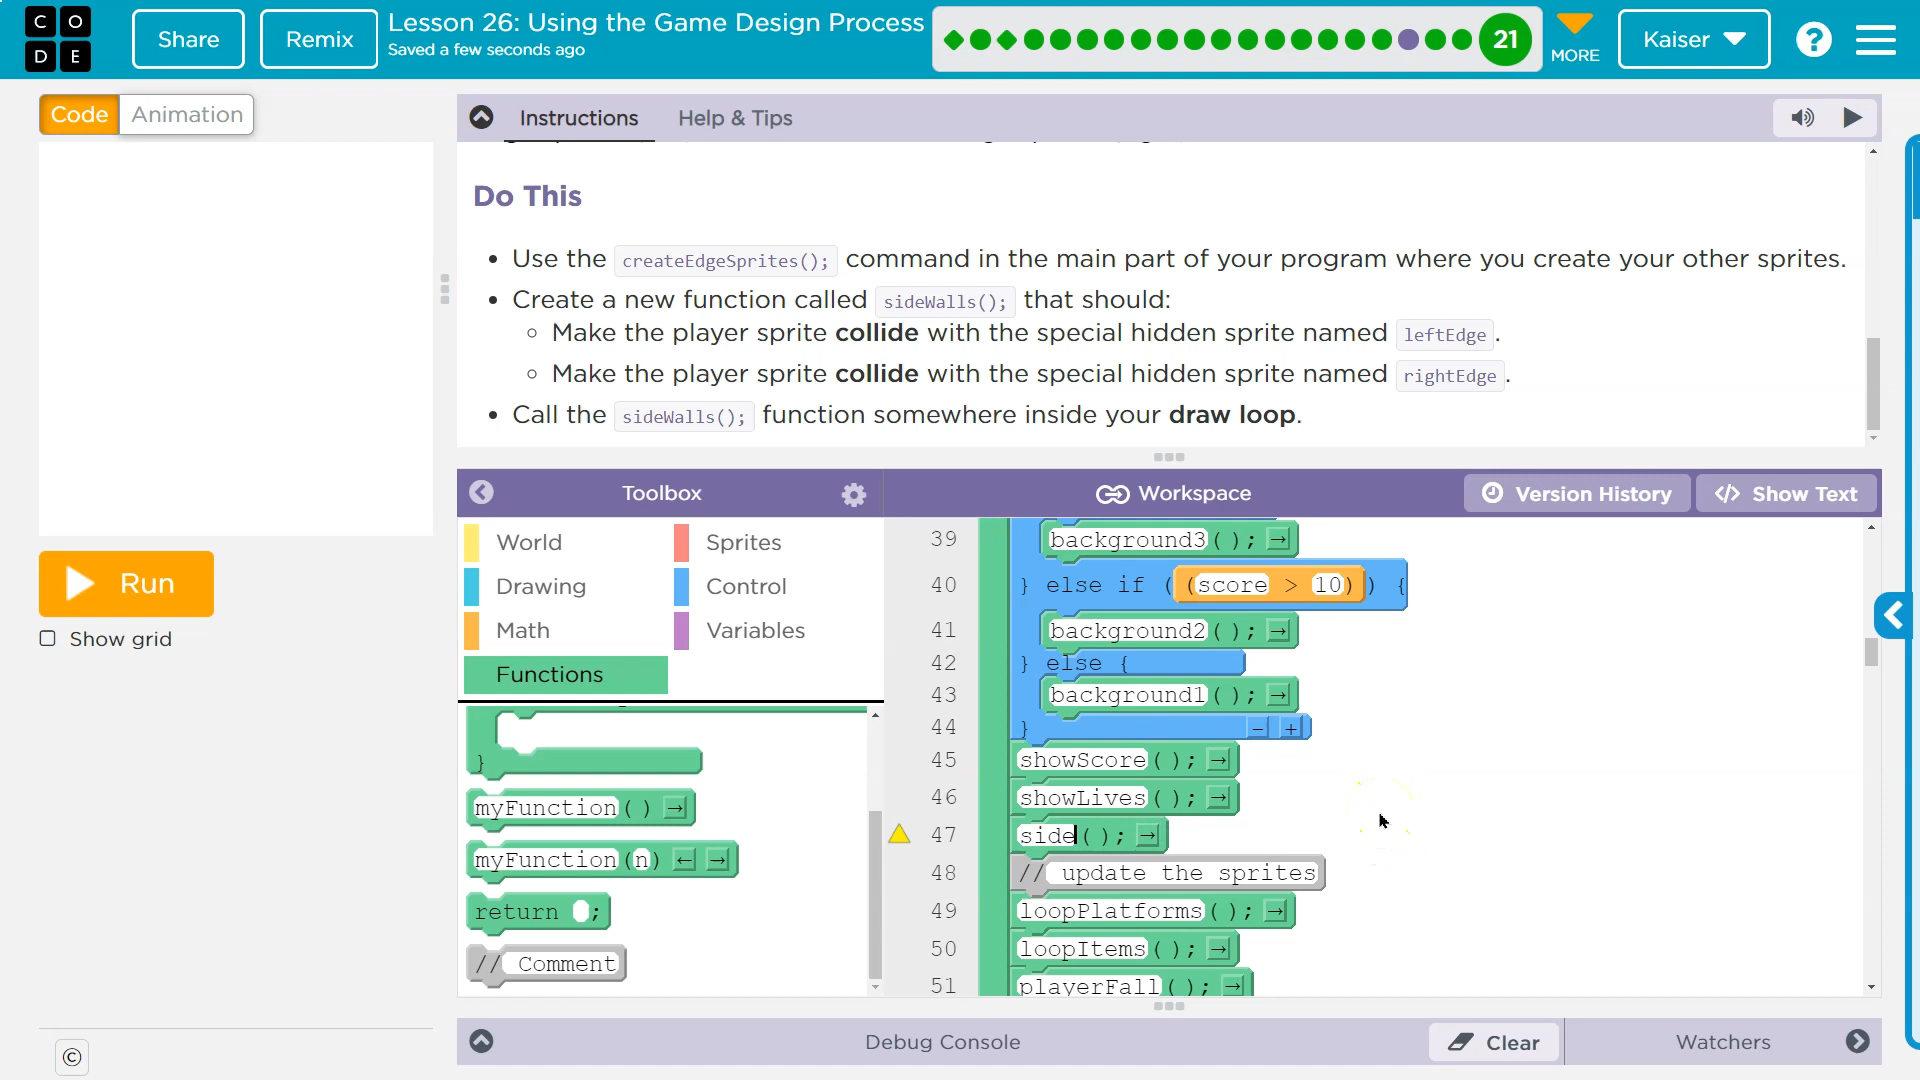 CODE
Share
Remix
Lesson 26: Using the Game Design Process
Saved a few seconds ago
21
MORE
Kaiser
?
Code
Animation
Instructions
Help & Tips
Do This
Use the createEdgeSprites(); command in the main part of your program where you create your other sprites.
Create a new function called sideWalls(); that should:
Make the player sprite collide with the special hidden sprite named leftEdge.
Make the player sprite collide with the special hidden sprite named rightEdge.
Call the sideWalls(); function somewhere inside your draw loop.
Run
Show grid
©
Toolbox
World
Sprites
Drawing
Control
Math
Variables
Functions
}
myFunction() →
myFunction(n) ← →
return ;
// Comment
Workspace
Version History
</> Show Text
39 background3(); →
40 } else if ((score > 10)) {
41 background2(); →
42 } else {
43 background1(); →
44 } - +
45 showScore(); →
46 showLives(); →
47 side(); →
48 // update the sprites
49 loopPlatforms(); →
50 loopItems(); →
51 playerFall(); →
Debug Console
Clear
Watchers